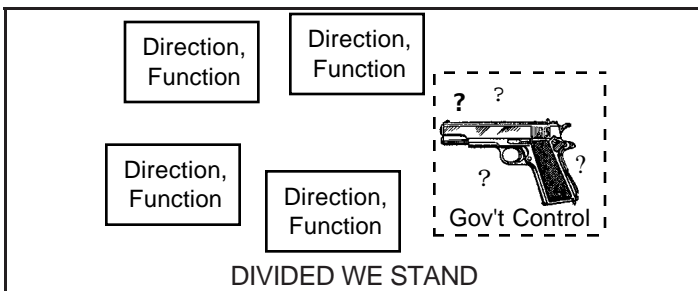 Direction,
Function
Direction,
Function
? ?
? ?
Gov't Control
Direction,
Function
Direction,
Function
DIVIDED WE STAND